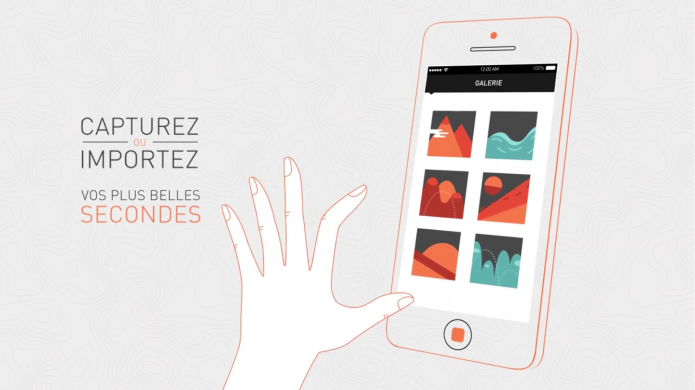 CAPTUREZ
OU
IMPORTEZ
VOS PLUS BELLES
SECONDES
12:00 AM 100%
GALERIE